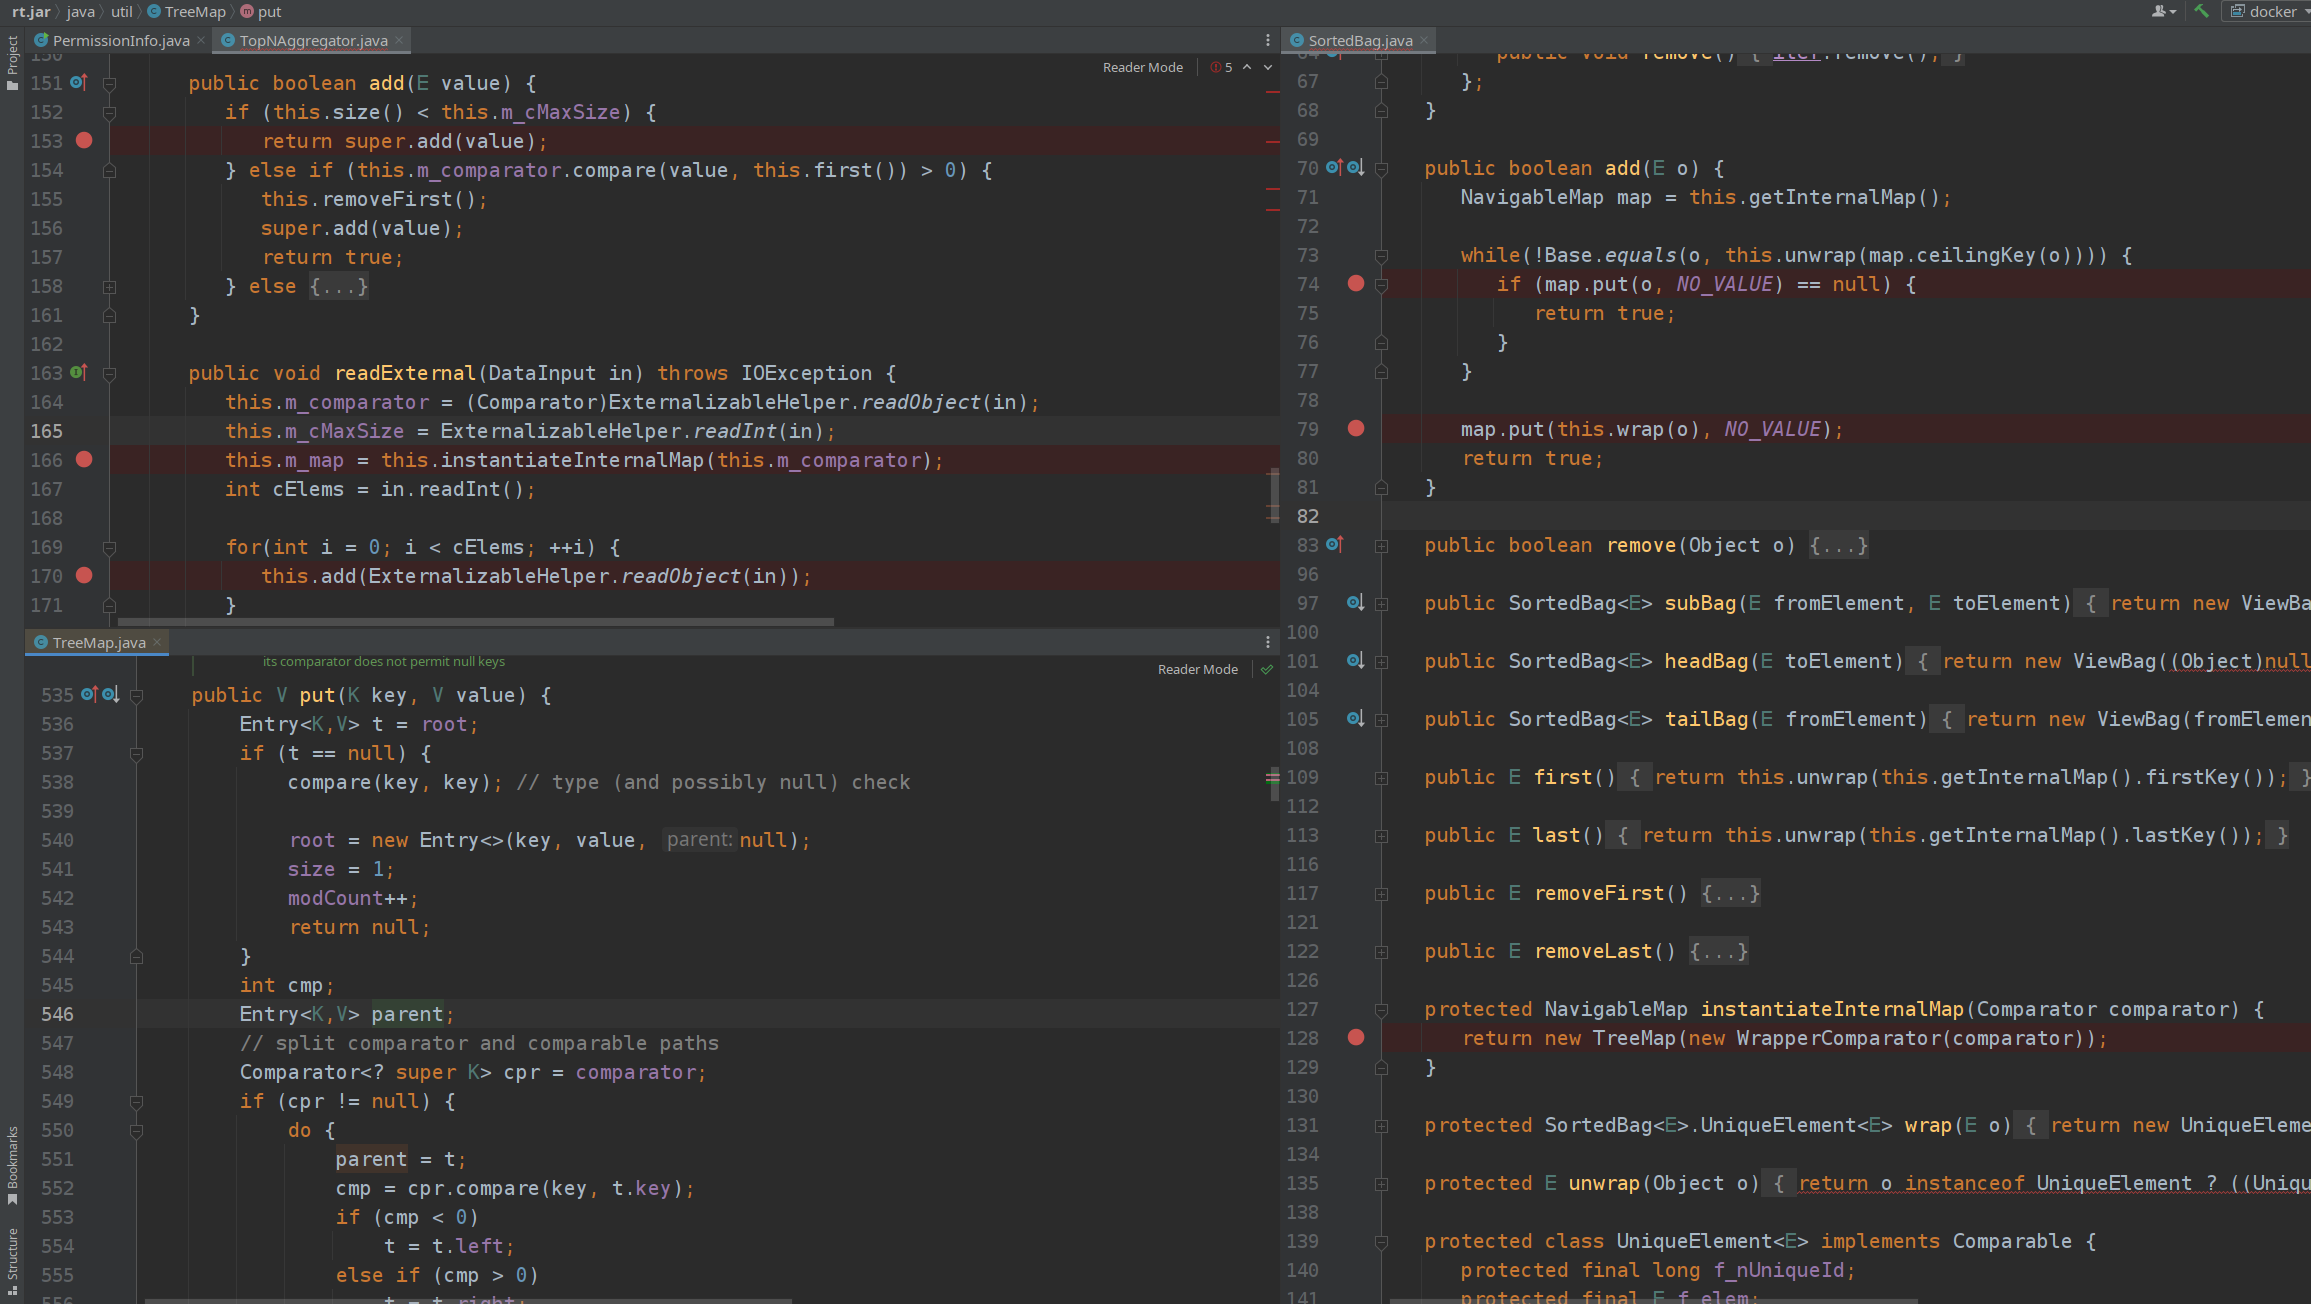 rt.jar java util TreeMap put
docker
Project
Bookmarks
Structure
PermissionInfo.java
TopNAggregator.java
Reader Mode 5
150
151 public boolean add(E value) {
152 if (this.size() < this.m_cMaxSize) {
153 return super.add(value);
154 } else if (this.m_comparator.compare(value, this.first()) > 0) {
155 this.removeFirst();
156 super.add(value);
157 return true;
158 } else {...}
161 }
162
163 public void readExternal(DataInput in) throws IOException {
164 this.m_comparator = (Comparator)ExternalizableHelper.readObject(in);
165 this.m_cMaxSize = ExternalizableHelper.readInt(in);
166 this.m_map = this.instantiateInternalMap(this.m_comparator);
167 int cElems = in.readInt();
168
169 for(int i = 0; i < cElems; ++i) {
170 this.add(ExternalizableHelper.readObject(in));
171 }
TreeMap.java
its comparator does not permit null keys
Reader Mode
535 public V put(K key, V value) {
536 Entry<K,V> t = root;
537 if (t == null) {
538 compare(key, key); // type (and possibly null) check
539
540 root = new Entry<>(key, value, parent: null);
541 size = 1;
542 modCount++;
543 return null;
544 }
545 int cmp;
546 Entry<K,V> parent;
547 // split comparator and comparable paths
548 Comparator<? super K> cpr = comparator;
549 if (cpr != null) {
550 do {
551 parent = t;
552 cmp = cpr.compare(key, t.key);
553 if (cmp < 0)
554 t = t.left;
555 else if (cmp > 0)
556 t = t.right;
SortedBag.java
64 public void remove() { iter.remove(); }
67 };
68 }
69
70 public boolean add(E o) {
71 NavigableMap map = this.getInternalMap();
72
73 while(!Base.equals(o, this.unwrap(map.ceilingKey(o)))) {
74 if (map.put(o, NO_VALUE) == null) {
75 return true;
76 }
77 }
78
79 map.put(this.wrap(o), NO_VALUE);
80 return true;
81 }
82
83 public boolean remove(Object o) {...}
96
97 public SortedBag<E> subBag(E fromElement, E toElement) { return new ViewBa
100
101 public SortedBag<E> headBag(E toElement) { return new ViewBag((Object)null
104
105 public SortedBag<E> tailBag(E fromElement) { return new ViewBag(fromElemen
108
109 public E first() { return this.unwrap(this.getInternalMap().firstKey()); }
112
113 public E last() { return this.unwrap(this.getInternalMap().lastKey()); }
116
117 public E removeFirst() {...}
121
122 public E removeLast() {...}
126
127 protected NavigableMap instantiateInternalMap(Comparator comparator) {
128 return new TreeMap(new WrapperComparator(comparator));
129 }
130
131 protected SortedBag<E>.UniqueElement<E> wrap(E o) { return new UniqueEleme
134
135 protected E unwrap(Object o) { return o instanceof UniqueElement ? ((Uniqu
138
139 protected class UniqueElement<E> implements Comparable {
140 protected final long f_nUniqueId;
141 protected final E f_elem;